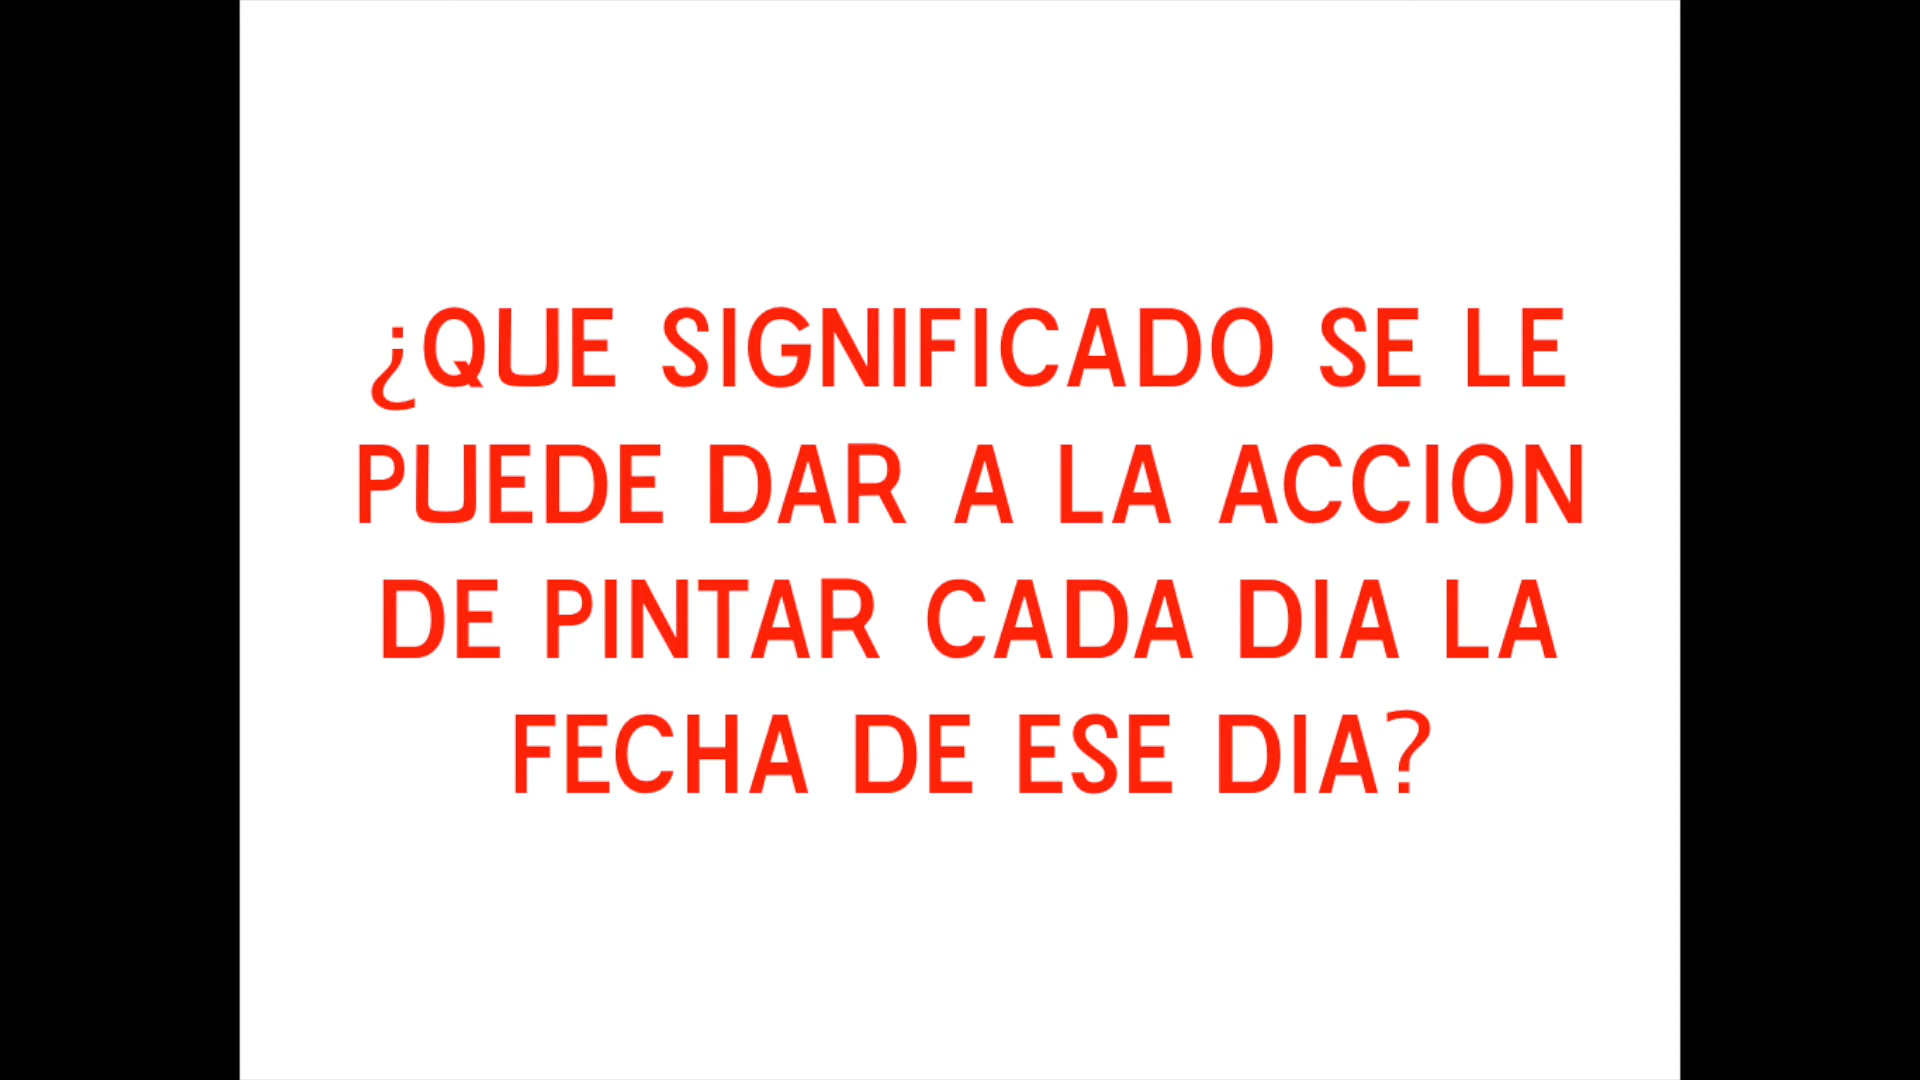 ¿QUE SIGNIFICADO SE LE
PUEDE DAR A LA ACCION
DE PINTAR CADA DIA LA
FECHA DE ESE DIA?